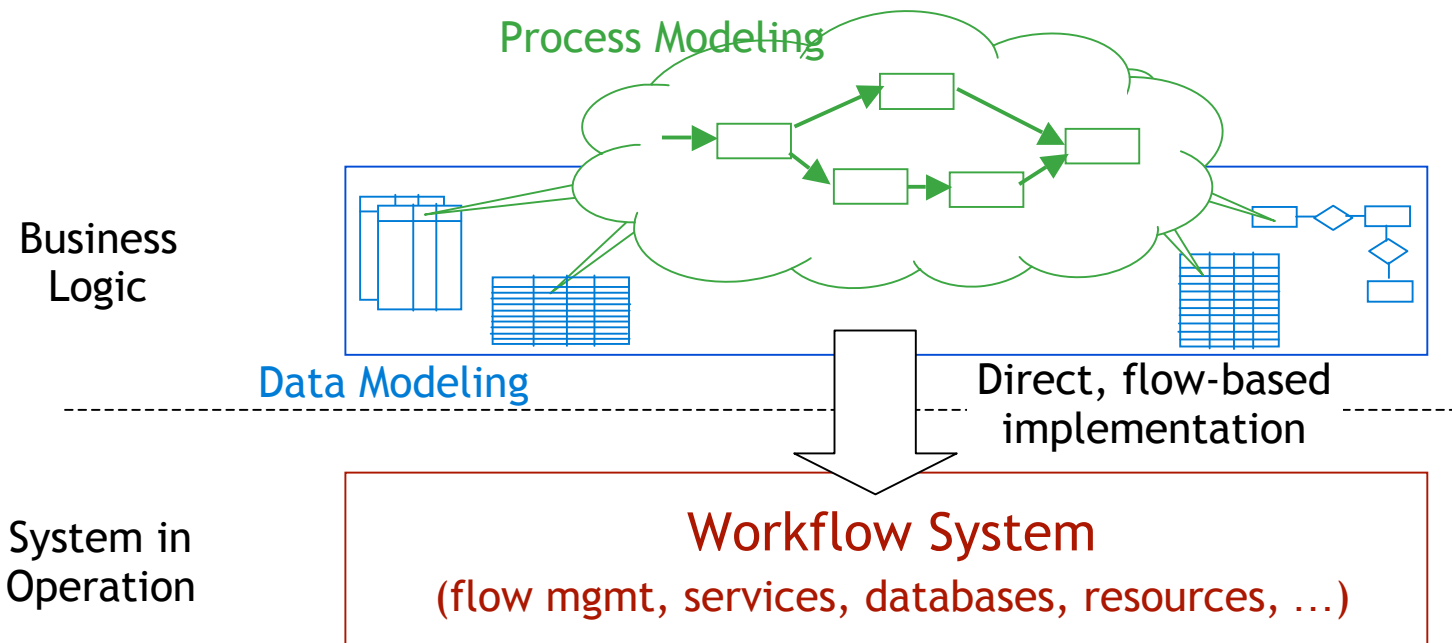 Process Modeling
Business
Logic
Data Modeling
Direct, flow-based
implementation
System in
Operation
Workflow System
(flow mgmt, services, databases, resources, …)